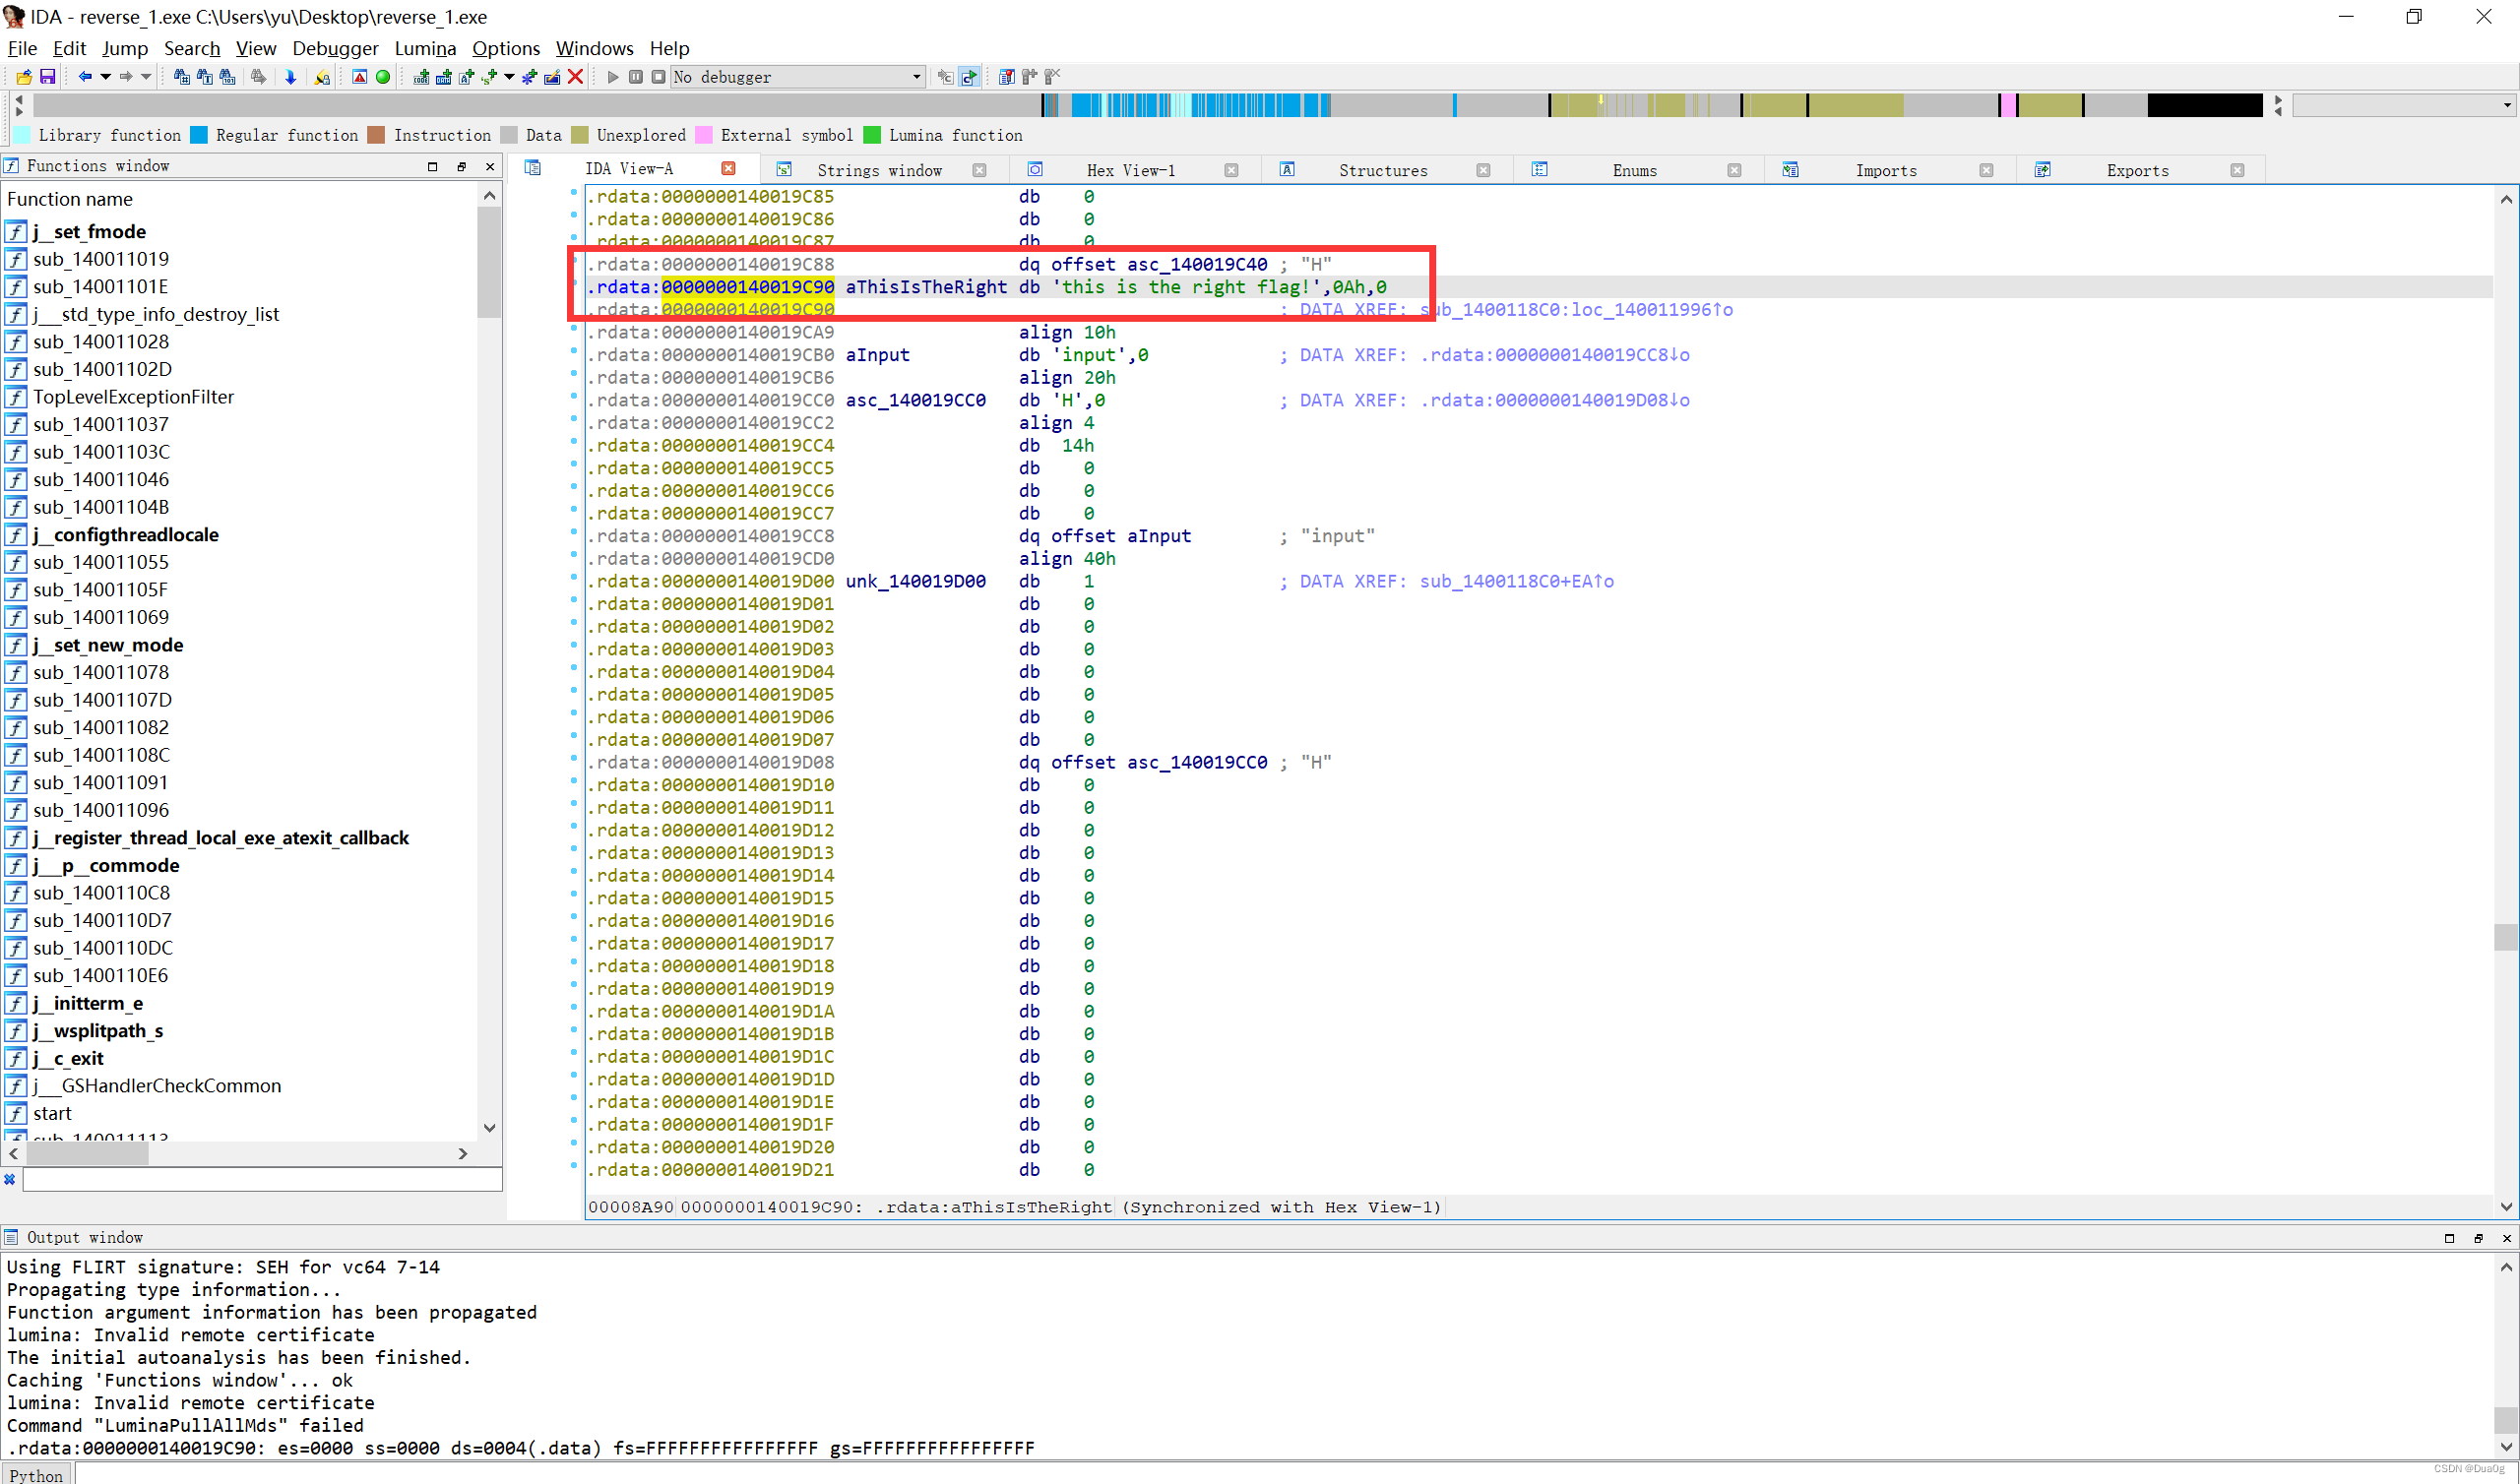 IDA - reverse_1.exe C:\Users\yu\Desktop\reverse_1.exe
File Edit Jump Search View Debugger Lumina Options Windows Help
No debugger
Library function Regular function Instruction Data Unexplored External symbol Lumina function
Functions window
IDA View-A Strings window Hex View-1 Structures Enums Imports Exports
Function name
j__set_fmode
sub_140011019
sub_14001101E
j___std_type_info_destroy_list
sub_140011028
sub_14001102D
TopLevelExceptionFilter
sub_140011037
sub_14001103C
sub_140011046
sub_14001104B
j__configthreadlocale
sub_140011055
sub_14001105F
sub_140011069
j__set_new_mode
sub_140011078
sub_14001107D
sub_140011082
sub_14001108C
sub_140011091
sub_140011096
j__register_thread_local_exe_atexit_callback
j___p__commode
sub_1400110C8
sub_1400110D7
sub_1400110DC
sub_1400110E6
j__initterm_e
j__wsplitpath_s
j__c_exit
j___GSHandlerCheckCommon
start
sub_140011113
.rdata:0000000140019C85 db 0
.rdata:0000000140019C86 db 0
.rdata:0000000140019C87 db 0
.rdata:0000000140019C88 dq offset asc_140019C40 ; "H"
.rdata:0000000140019C90 aThisIsTheRight db 'this is the right flag!',0Ah,0
.rdata:0000000140019C90 ; DATA XREF: sub_1400118C0:loc_140011996↑o
.rdata:0000000140019CA9 align 10h
.rdata:0000000140019CB0 aInput db 'input',0 ; DATA XREF: .rdata:0000000140019CC8↓o
.rdata:0000000140019CB6 align 20h
.rdata:0000000140019CC0 asc_140019CC0 db 'H',0 ; DATA XREF: .rdata:0000000140019D08↓o
.rdata:0000000140019CC2 align 4
.rdata:0000000140019CC4 db 14h
.rdata:0000000140019CC5 db 0
.rdata:0000000140019CC6 db 0
.rdata:0000000140019CC7 db 0
.rdata:0000000140019CC8 dq offset aInput ; "input"
.rdata:0000000140019CD0 align 40h
.rdata:0000000140019D00 unk_140019D00 db 1 ; DATA XREF: sub_1400118C0+EA↑o
.rdata:0000000140019D01 db 0
.rdata:0000000140019D02 db 0
.rdata:0000000140019D03 db 0
.rdata:0000000140019D04 db 0
.rdata:0000000140019D05 db 0
.rdata:0000000140019D06 db 0
.rdata:0000000140019D07 db 0
.rdata:0000000140019D08 dq offset asc_140019CC0 ; "H"
.rdata:0000000140019D10 db 0
.rdata:0000000140019D11 db 0
.rdata:0000000140019D12 db 0
.rdata:0000000140019D13 db 0
.rdata:0000000140019D14 db 0
.rdata:0000000140019D15 db 0
.rdata:0000000140019D16 db 0
.rdata:0000000140019D17 db 0
.rdata:0000000140019D18 db 0
.rdata:0000000140019D19 db 0
.rdata:0000000140019D1A db 0
.rdata:0000000140019D1B db 0
.rdata:0000000140019D1C db 0
.rdata:0000000140019D1D db 0
.rdata:0000000140019D1E db 0
.rdata:0000000140019D1F db 0
.rdata:0000000140019D20 db 0
.rdata:0000000140019D21 db 0
00008A90 0000000140019C90: .rdata:aThisIsTheRight (Synchronized with Hex View-1)
Output window
Using FLIRT signature: SEH for vc64 7-14
Propagating type information...
Function argument information has been propagated
lumina: Invalid remote certificate
The initial autoanalysis has been finished.
Caching 'Functions window'... ok
lumina: Invalid remote certificate
Command "LuminaPullAllMds" failed
.rdata:0000000140019C90: es=0000 ss=0000 ds=0004(.data) fs=FFFFFFFFFFFFFFFF gs=FFFFFFFFFFFFFFFF
Python
CSDN @Dua0g